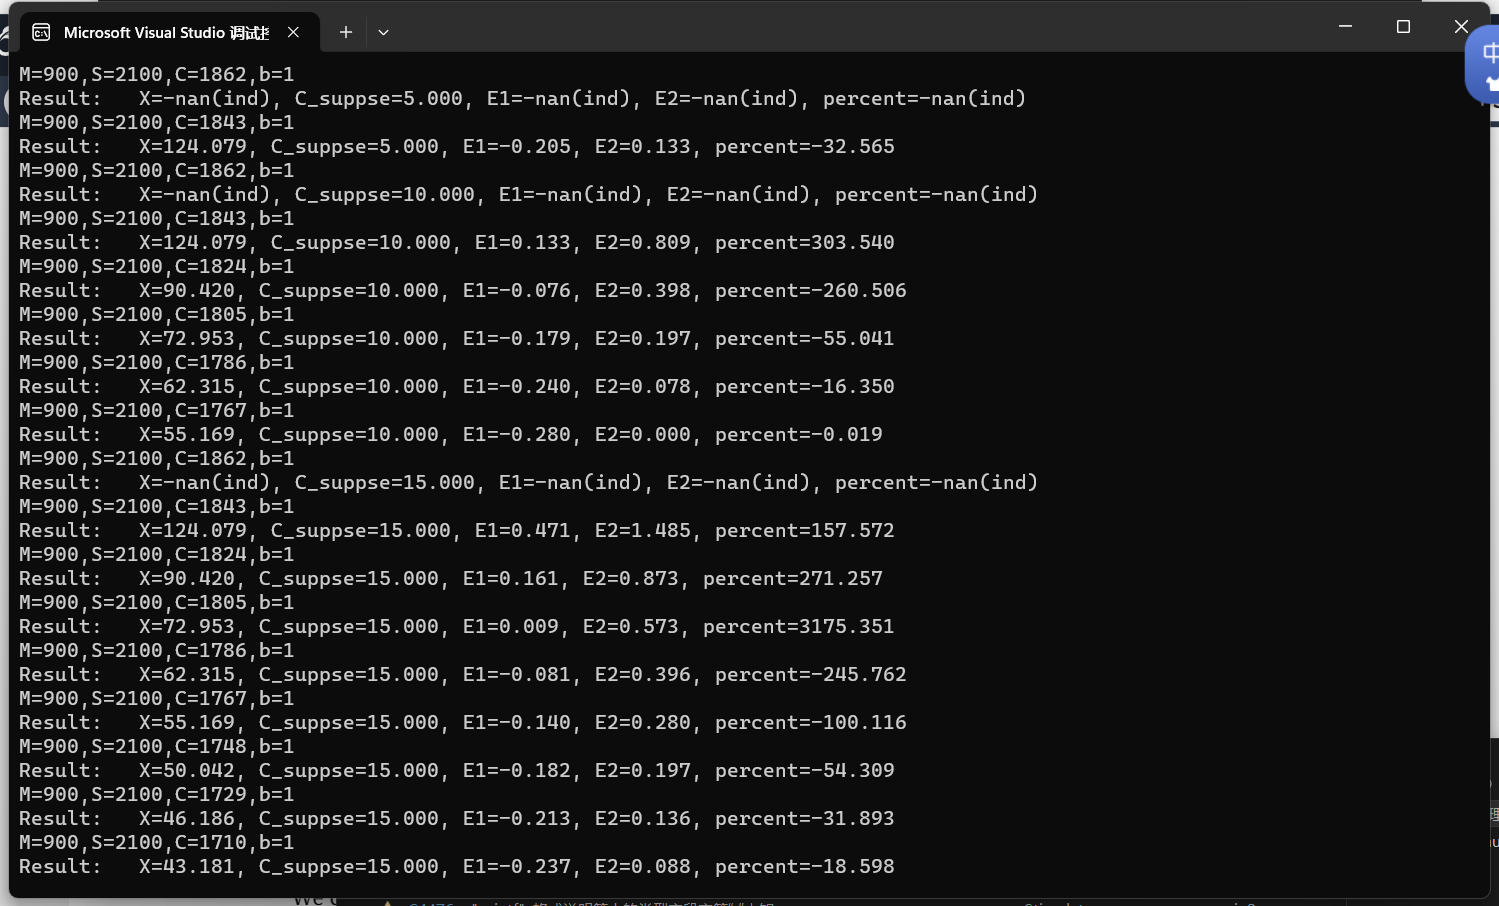 Microsoft Visual Studio 调试控
M=900,S=2100,C=1862,b=1
Result:   X=-nan(ind), C_suppse=5.000, E1=-nan(ind), E2=-nan(ind), percent=-nan(ind)
M=900,S=2100,C=1843,b=1
Result:   X=124.079, C_suppse=5.000, E1=-0.205, E2=0.133, percent=-32.565
M=900,S=2100,C=1862,b=1
Result:   X=-nan(ind), C_suppse=10.000, E1=-nan(ind), E2=-nan(ind), percent=-nan(ind)
M=900,S=2100,C=1843,b=1
Result:   X=124.079, C_suppse=10.000, E1=0.133, E2=0.809, percent=303.540
M=900,S=2100,C=1824,b=1
Result:   X=90.420, C_suppse=10.000, E1=-0.076, E2=0.398, percent=-260.506
M=900,S=2100,C=1805,b=1
Result:   X=72.953, C_suppse=10.000, E1=-0.179, E2=0.197, percent=-55.041
M=900,S=2100,C=1786,b=1
Result:   X=62.315, C_suppse=10.000, E1=-0.240, E2=0.078, percent=-16.350
M=900,S=2100,C=1767,b=1
Result:   X=55.169, C_suppse=10.000, E1=-0.280, E2=0.000, percent=-0.019
M=900,S=2100,C=1862,b=1
Result:   X=-nan(ind), C_suppse=15.000, E1=-nan(ind), E2=-nan(ind), percent=-nan(ind)
M=900,S=2100,C=1843,b=1
Result:   X=124.079, C_suppse=15.000, E1=0.471, E2=1.485, percent=157.572
M=900,S=2100,C=1824,b=1
Result:   X=90.420, C_suppse=15.000, E1=0.161, E2=0.873, percent=271.257
M=900,S=2100,C=1805,b=1
Result:   X=72.953, C_suppse=15.000, E1=0.009, E2=0.573, percent=3175.351
M=900,S=2100,C=1786,b=1
Result:   X=62.315, C_suppse=15.000, E1=-0.081, E2=0.396, percent=-245.762
M=900,S=2100,C=1767,b=1
Result:   X=55.169, C_suppse=15.000, E1=-0.140, E2=0.280, percent=-100.116
M=900,S=2100,C=1748,b=1
Result:   X=50.042, C_suppse=15.000, E1=-0.182, E2=0.197, percent=-54.309
M=900,S=2100,C=1729,b=1
Result:   X=46.186, C_suppse=15.000, E1=-0.213, E2=0.136, percent=-31.893
M=900,S=2100,C=1710,b=1
Result:   X=43.181, C_suppse=15.000, E1=-0.237, E2=0.088, percent=-18.598